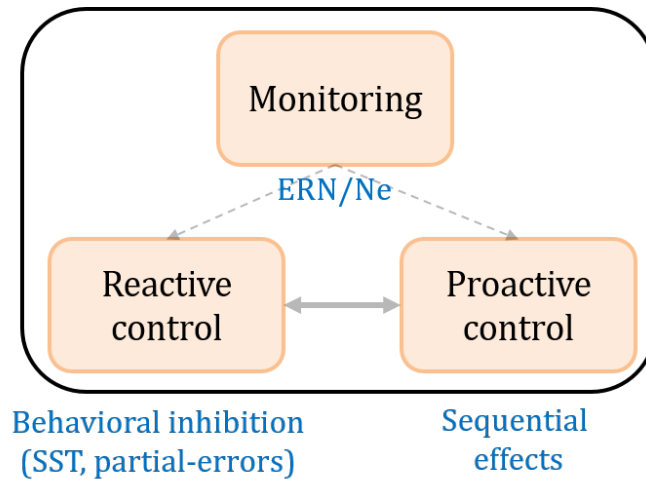 Monitoring
ERN/Ne
Reactive
control
Proactive
control
Behavioral inhibition
(SST, partial-errors)
Sequential
effects